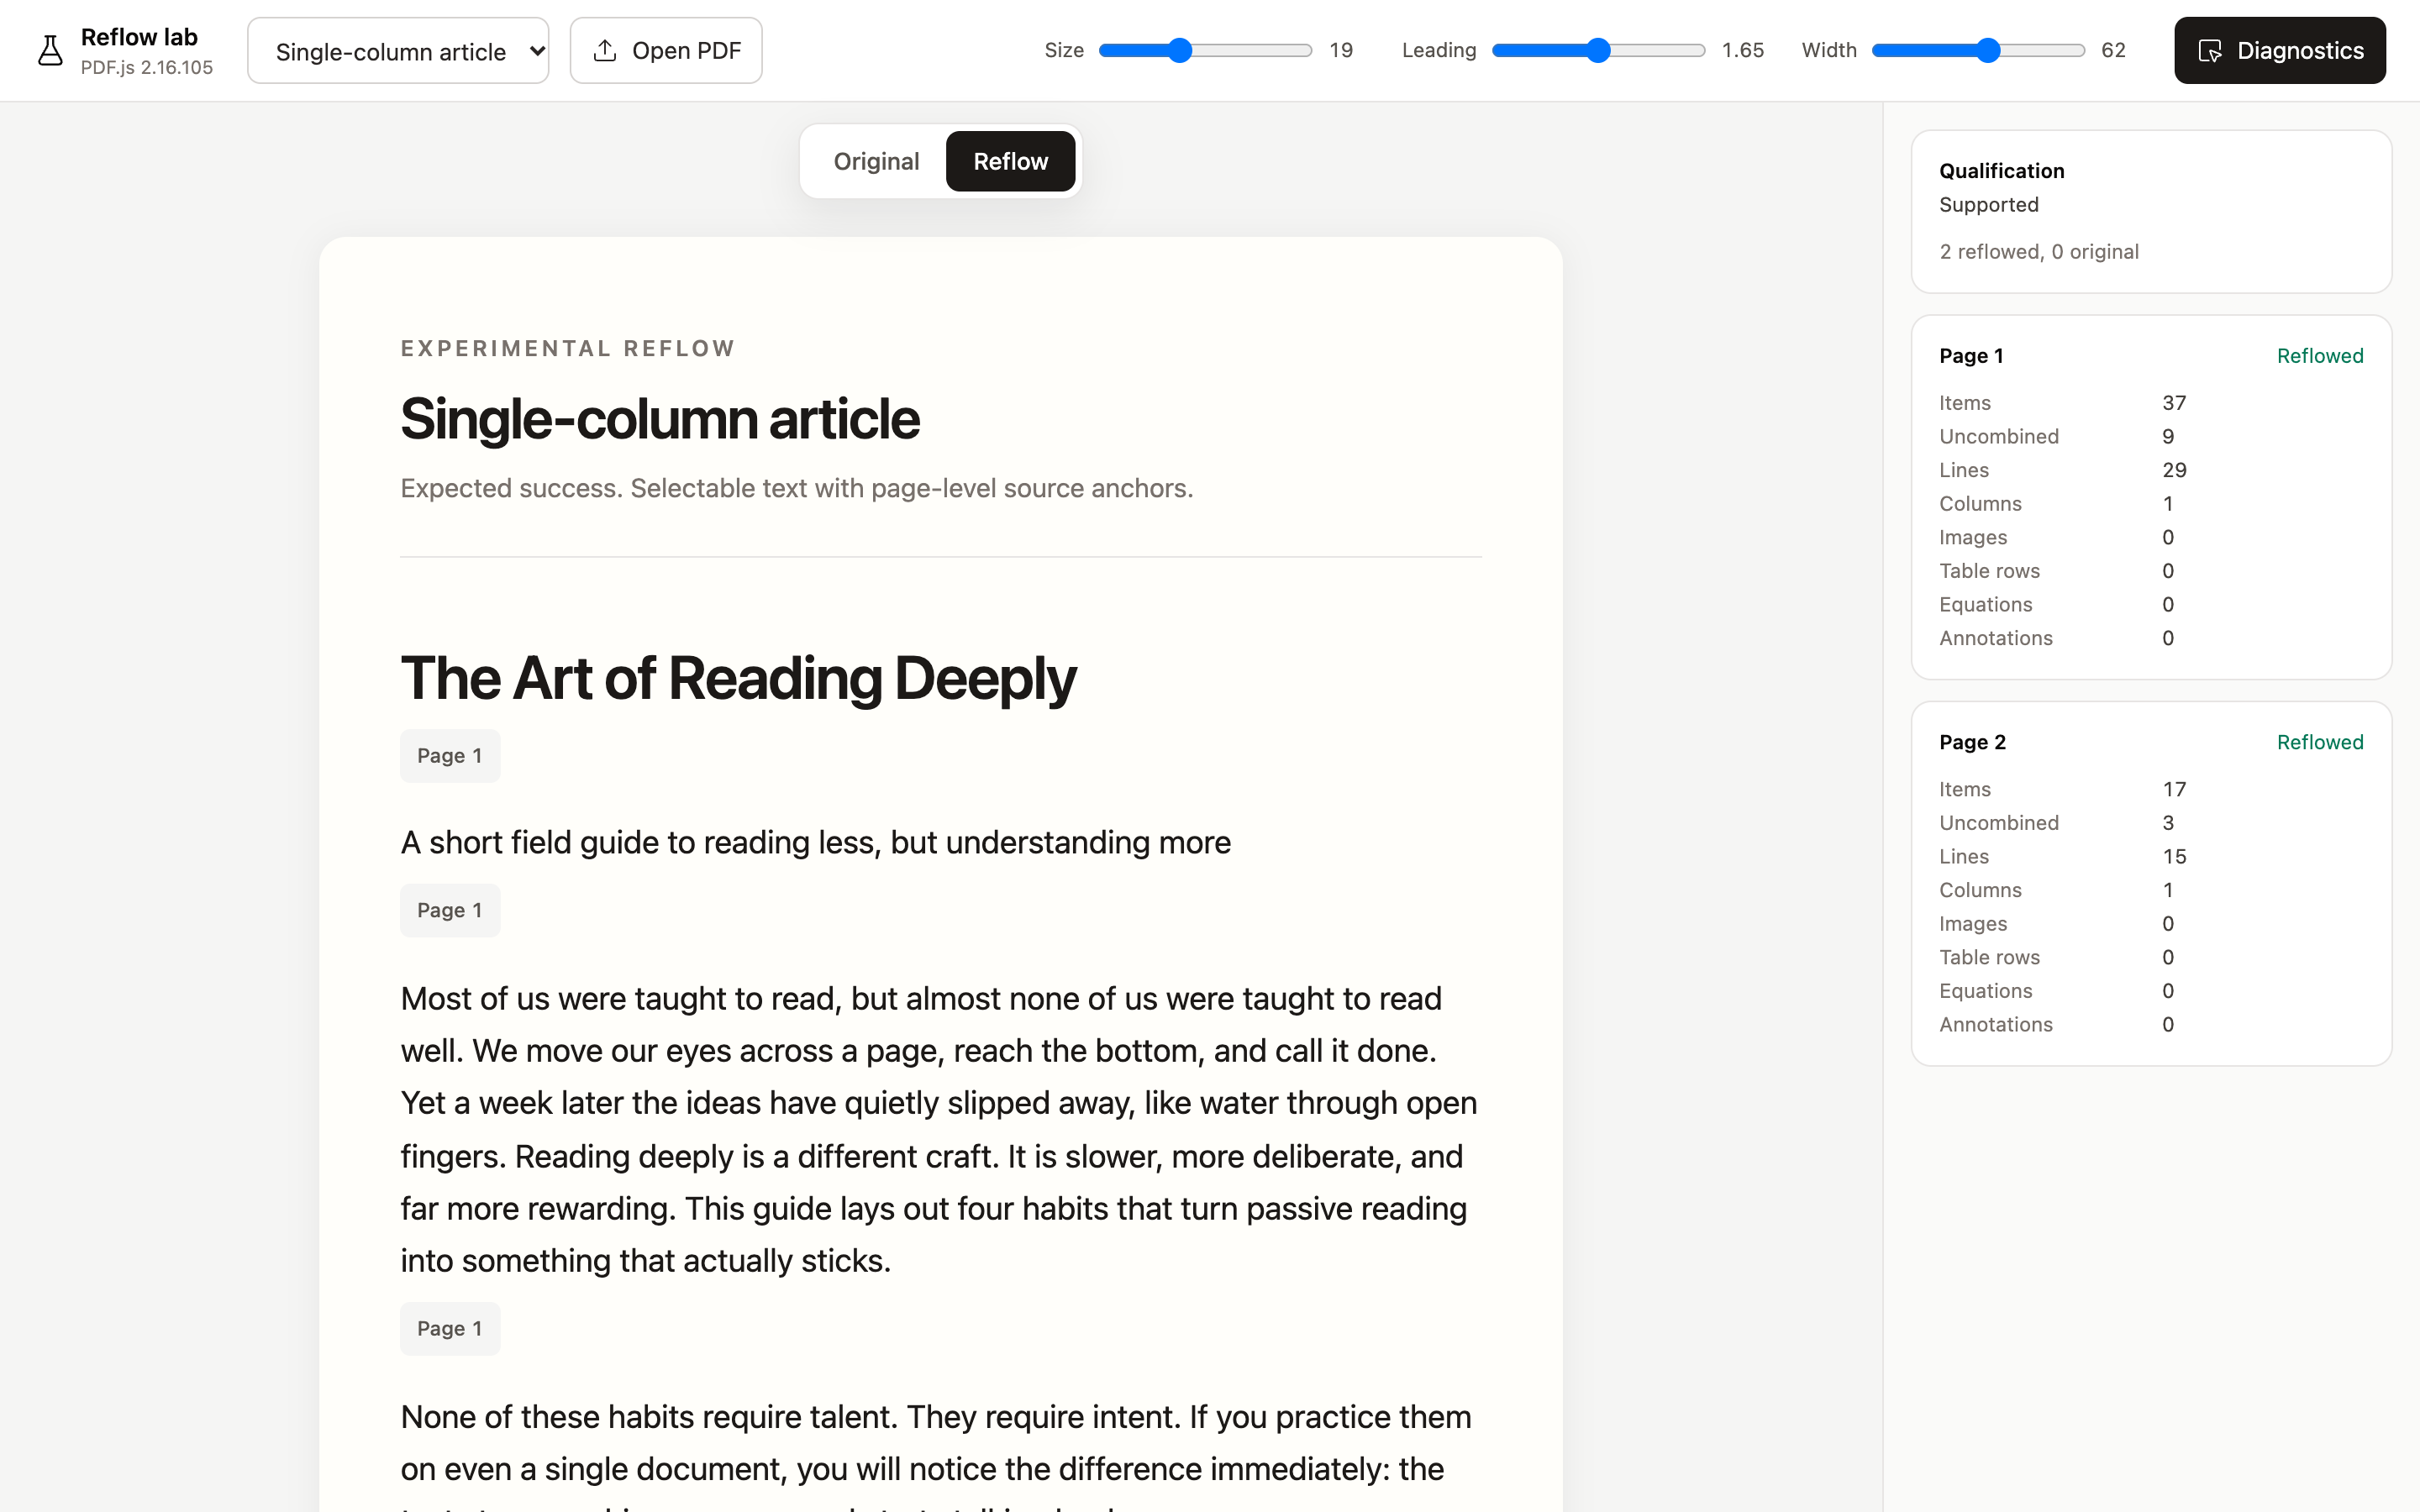 Reflow lab
PDF.js 2.16.105
Single-column article
Open PDF
Size 19
Leading 1.65
Width 62
Diagnostics
Original
Reflow
EXPERIMENTAL REFLOW
Single-column article
Expected success. Selectable text with page-level source anchors.
The Art of Reading Deeply
Page 1
A short field guide to reading less, but understanding more
Page 1
Most of us were taught to read, but almost none of us were taught to read
well. We move our eyes across a page, reach the bottom, and call it done.
Yet a week later the ideas have quietly slipped away, like water through open
fingers. Reading deeply is a different craft. It is slower, more deliberate, and
far more rewarding. This guide lays out four habits that turn passive reading
into something that actually sticks.
Page 1
None of these habits require talent. They require intent. If you practice them
on even a single document, you will notice the difference immediately: the
Qualification
Supported
2 reflowed, 0 original
Page 1 Reflowed
Items 37
Uncombined 9
Lines 29
Columns 1
Images 0
Table rows 0
Equations 0
Annotations 0
Page 2 Reflowed
Items 17
Uncombined 3
Lines 15
Columns 1
Images 0
Table rows 0
Equations 0
Annotations 0